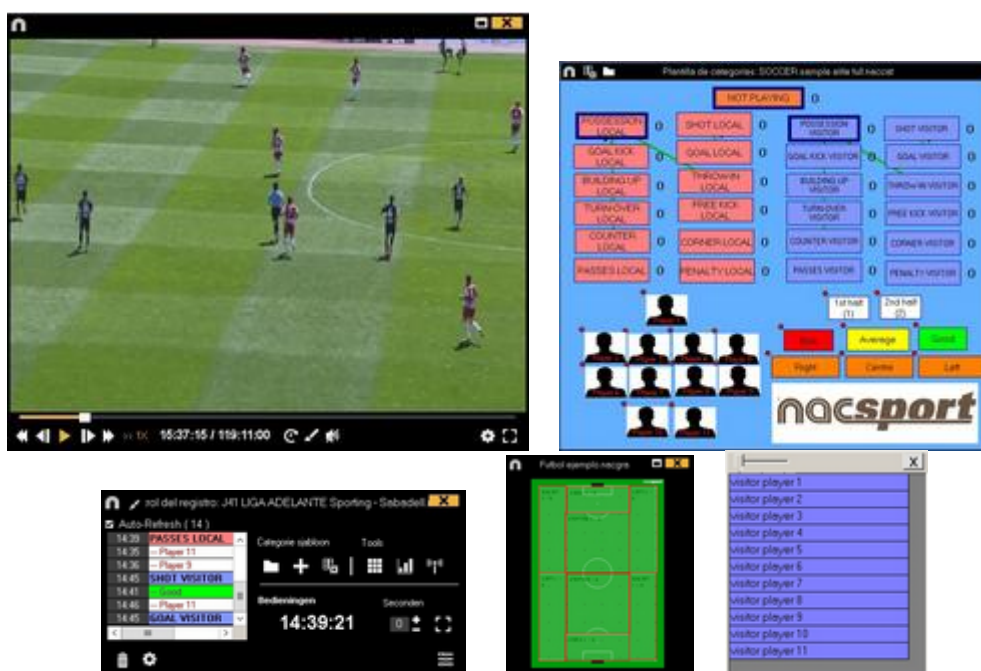 Plantilla de categories: SOCCER sample elite full.naccat
NOT PLAYING 0
POSSESSION LOCAL 0
SHOT LOCAL 0
POSSESSION VISITOR 0
SHOT VISITOR 0
GOAL KICK LOCAL 0
GOAL LOCAL 0
GOAL KICK VISITOR 0
GOAL VISITOR 0
BUILDING UP LOCAL 0
THROW IN LOCAL 0
BUILDING UP VISITOR 0
THROW IN VISITOR 0
TURN OVER LOCAL 0
FREE KICK LOCAL 0
TURN OVER VISITOR 0
FREE KICK VISITOR 0
COUNTER LOCAL 0
CORNER LOCAL 0
COUNTER VISITOR 0
CORNER VISITOR 0
PASSES LOCAL 0
PENALTY LOCAL 0
PASSES VISITOR 0
PENALTY VISITOR 0
1st half (1)
2nd half (2)
Average
Good
Right
Centre
Left
nacsport
1X
15:37:15 / 119:11:00
rol del registro: J41 LIGA ADELANTE Sporting - Sabadell
Auto-Refresh ( 14 )
14:39 PASSES LOCAL
14:35 -- Player 11
14:36 -- Player 9
14:45 SHOT VISITOR
14:41 -- Good
14:46 -- Player 11
14:45 GOAL VISITOR
Categorie sjabloon
Tools
Bedieningen
Seconden
14:39:21
0
Futbol ejemplo nacgra
X
visitor player 1
visitor player 2
visitor player 3
visitor player 4
visitor player 5
visitor player 6
visitor player 7
visitor player 8
visitor player 9
visitor player 10
visitor player 11